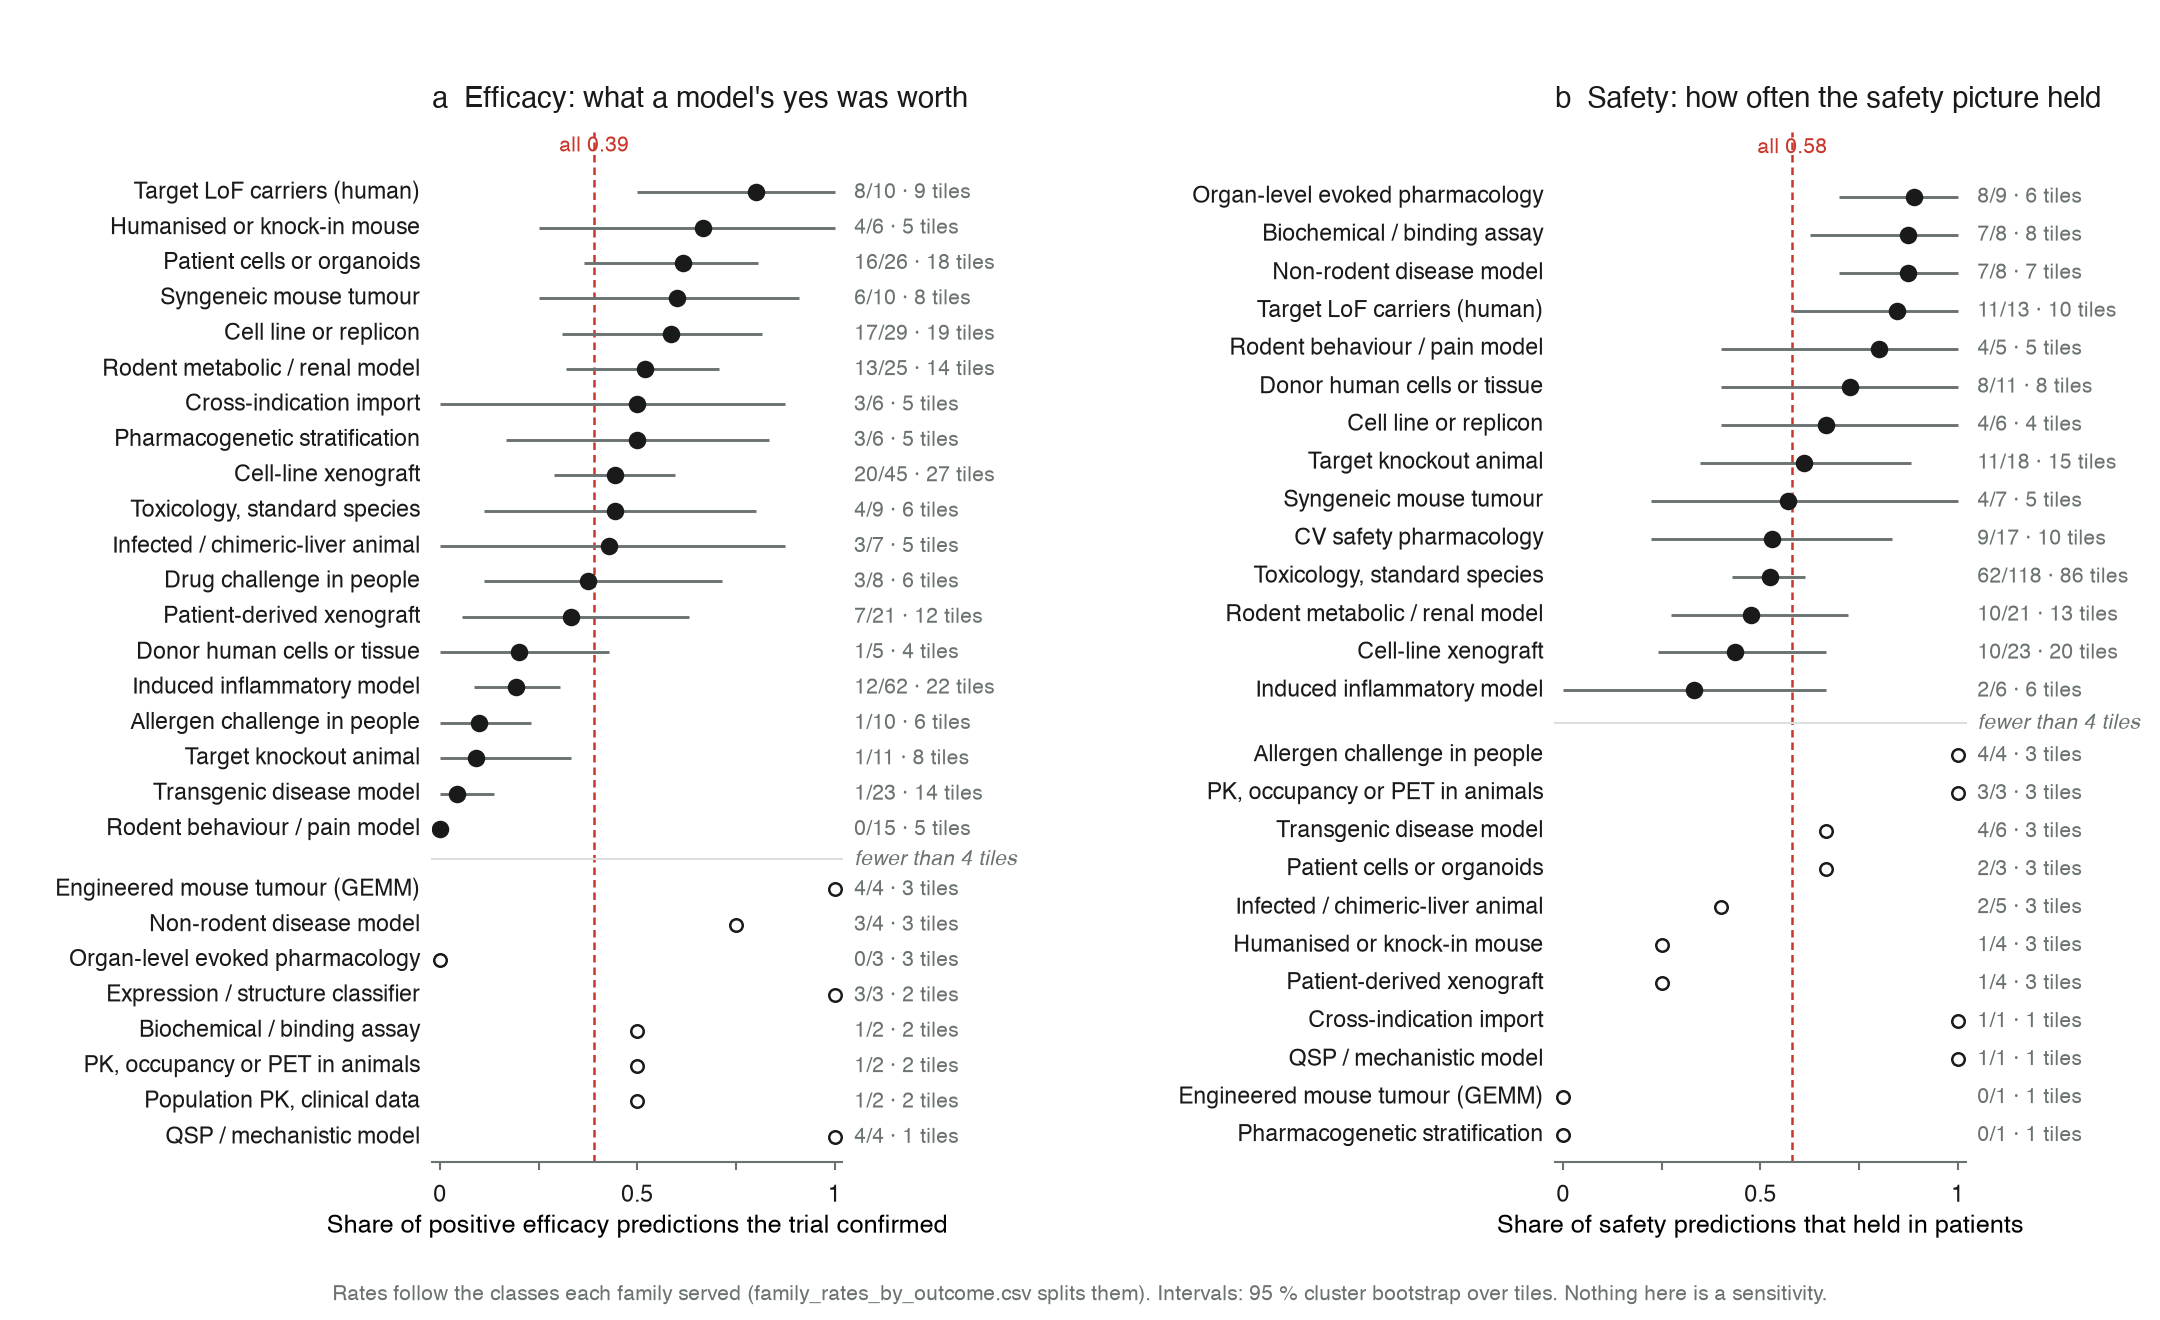 a Efficacy: what a model's yes was worth
all 0.39
Target LoF carriers (human) 8/10 · 9 tiles
Humanised or knock-in mouse 4/6 · 5 tiles
Patient cells or organoids 16/26 · 18 tiles
Syngeneic mouse tumour 6/10 · 8 tiles
Cell line or replicon 17/29 · 19 tiles
Rodent metabolic / renal model 13/25 · 14 tiles
Cross-indication import 3/6 · 5 tiles
Pharmacogenetic stratification 3/6 · 5 tiles
Cell-line xenograft 20/45 · 27 tiles
Toxicology, standard species 4/9 · 6 tiles
Infected / chimeric-liver animal 3/7 · 5 tiles
Drug challenge in people 3/8 · 6 tiles
Patient-derived xenograft 7/21 · 12 tiles
Donor human cells or tissue 1/5 · 4 tiles
Induced inflammatory model 12/62 · 22 tiles
Allergen challenge in people 1/10 · 6 tiles
Target knockout animal 1/11 · 8 tiles
Transgenic disease model 1/23 · 14 tiles
Rodent behaviour / pain model 0/15 · 5 tiles
fewer than 4 tiles
Engineered mouse tumour (GEMM) 4/4 · 3 tiles
Non-rodent disease model 3/4 · 3 tiles
Organ-level evoked pharmacology 0/3 · 3 tiles
Expression / structure classifier 3/3 · 2 tiles
Biochemical / binding assay 1/2 · 2 tiles
PK, occupancy or PET in animals 1/2 · 2 tiles
Population PK, clinical data 1/2 · 2 tiles
QSP / mechanistic model 4/4 · 1 tiles
0 0.5 1
Share of positive efficacy predictions the trial confirmed
b Safety: how often the safety picture held
all 0.58
Organ-level evoked pharmacology 8/9 · 6 tiles
Biochemical / binding assay 7/8 · 8 tiles
Non-rodent disease model 7/8 · 7 tiles
Target LoF carriers (human) 11/13 · 10 tiles
Rodent behaviour / pain model 4/5 · 5 tiles
Donor human cells or tissue 8/11 · 8 tiles
Cell line or replicon 4/6 · 4 tiles
Target knockout animal 11/18 · 15 tiles
Syngeneic mouse tumour 4/7 · 5 tiles
CV safety pharmacology 9/17 · 10 tiles
Toxicology, standard species 62/118 · 86 tiles
Rodent metabolic / renal model 10/21 · 13 tiles
Cell-line xenograft 10/23 · 20 tiles
Induced inflammatory model 2/6 · 6 tiles
fewer than 4 tiles
Allergen challenge in people 4/4 · 3 tiles
PK, occupancy or PET in animals 3/3 · 3 tiles
Transgenic disease model 4/6 · 3 tiles
Patient cells or organoids 2/3 · 3 tiles
Infected / chimeric-liver animal 2/5 · 3 tiles
Humanised or knock-in mouse 1/4 · 3 tiles
Patient-derived xenograft 1/4 · 3 tiles
Cross-indication import 1/1 · 1 tiles
QSP / mechanistic model 1/1 · 1 tiles
Engineered mouse tumour (GEMM) 0/1 · 1 tiles
Pharmacogenetic stratification 0/1 · 1 tiles
0 0.5 1
Share of safety predictions that held in patients
Rates follow the classes each family served (family_rates_by_outcome.csv splits them). Intervals: 95 % cluster bootstrap over tiles. Nothing here is a sensitivity.